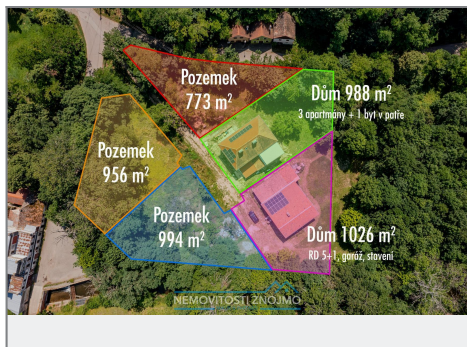 Pozemek
773 m²
Dům 988 m²
3 apartmány + 1 byt v patře
Pozemek
956 m²
Pozemek
994 m²
Dům 1026 m²
RD 5+1, garáž, stavení
NEMOVITOSTI ZNOJMO